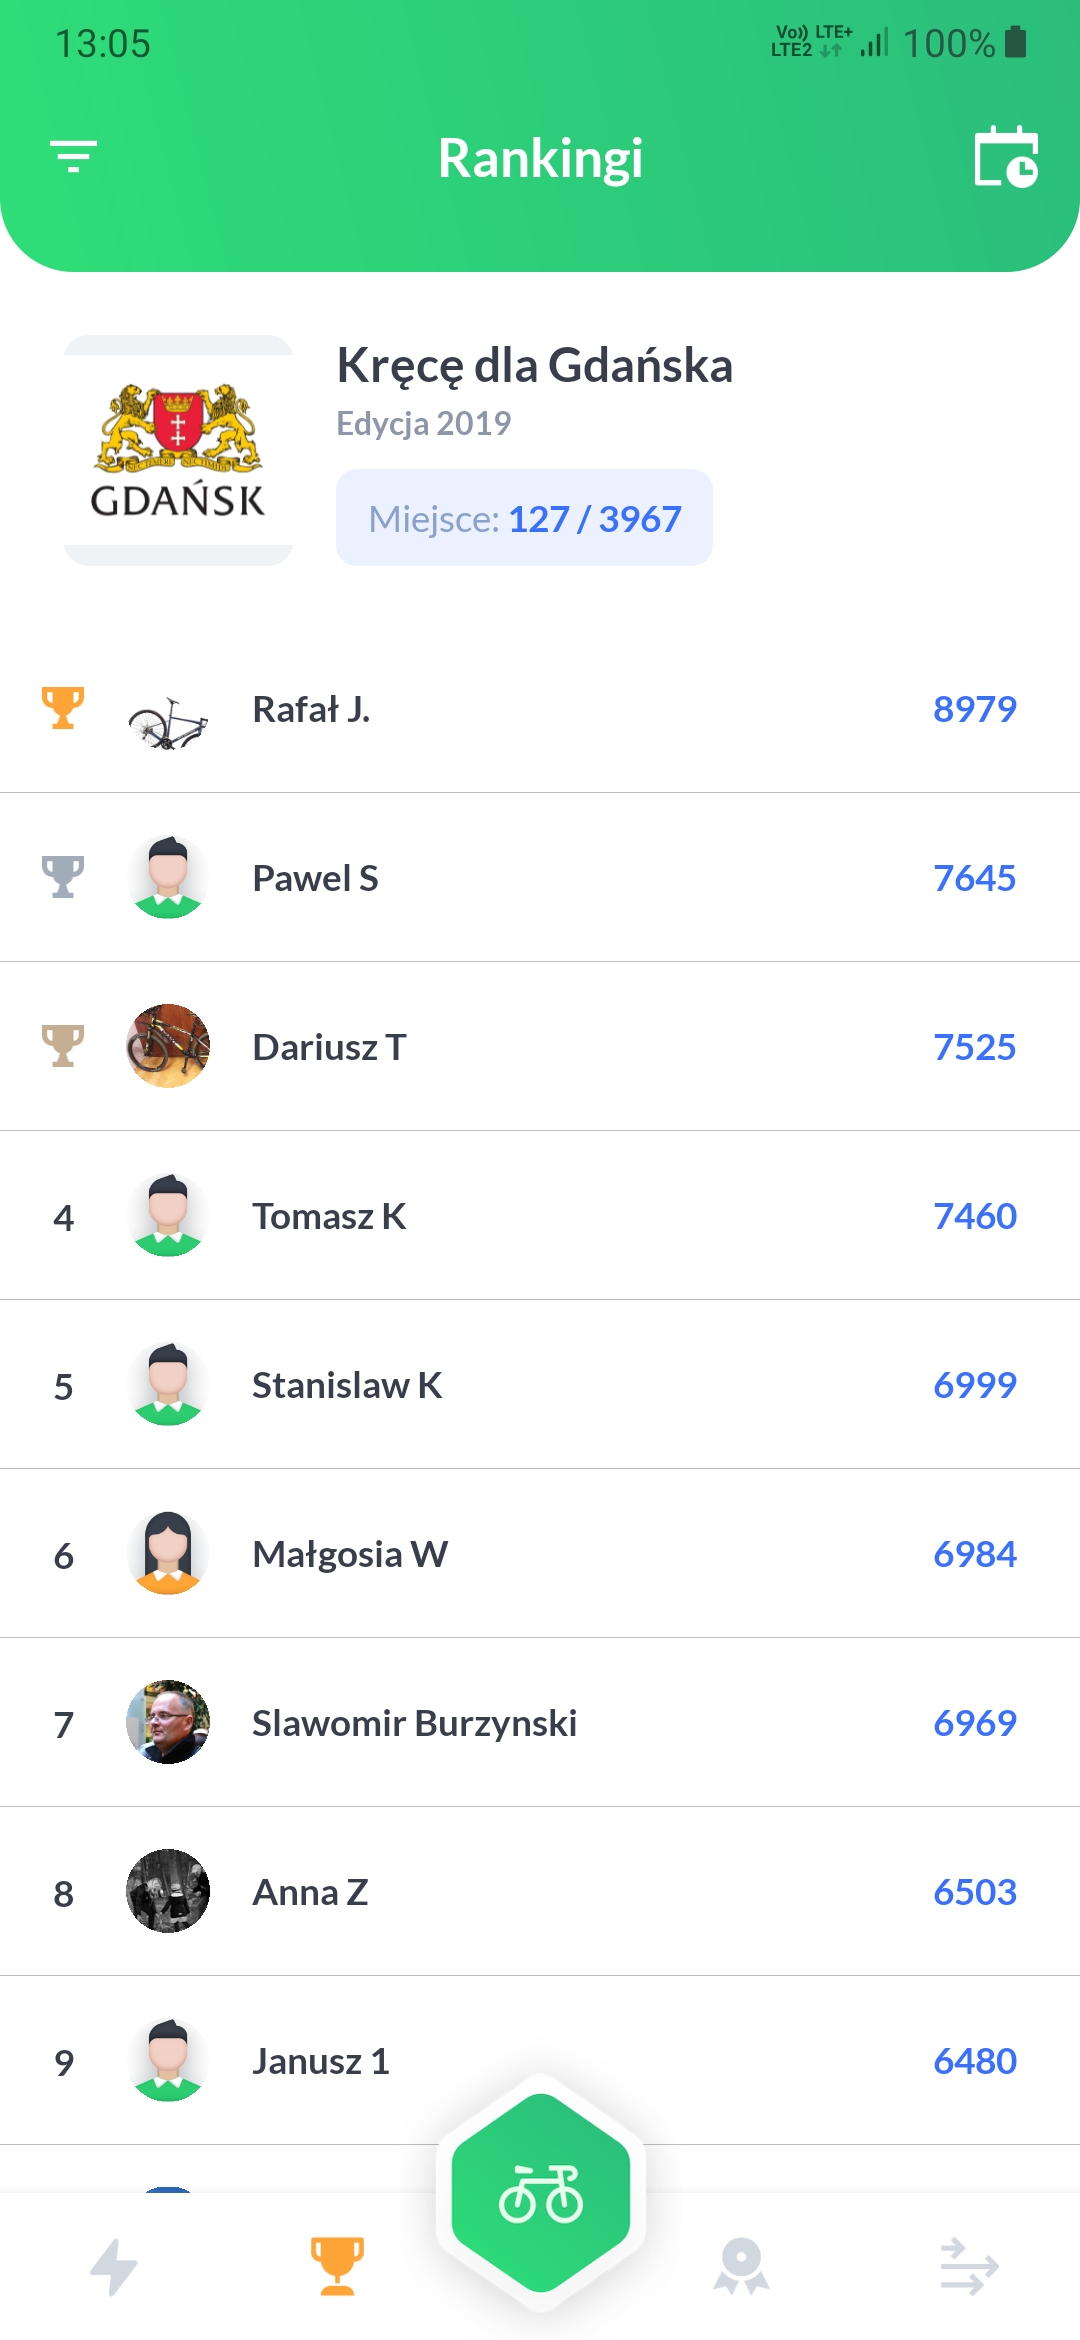 13:05
Vo)) LTE+
LTE2
100%
Rankingi
Kręcę dla Gdańska
Edycja 2019
GDAŃSK
Miejsce: 127 / 3967
Rafał J.
8979
Pawel S
7645
Dariusz T
7525
4
Tomasz K
7460
5
Stanislaw K
6999
6
Małgosia W
6984
7
Slawomir Burzynski
6969
8
Anna Z
6503
9
Janusz 1
6480